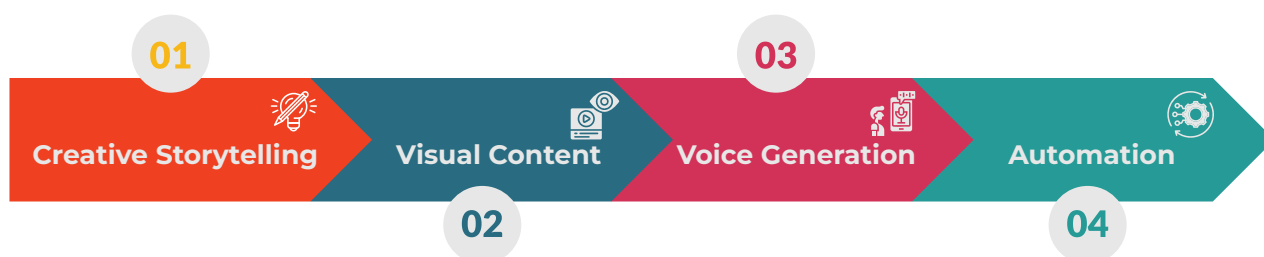 01
Creative Storytelling
02
Visual Content
03
Voice Generation
04
Automation